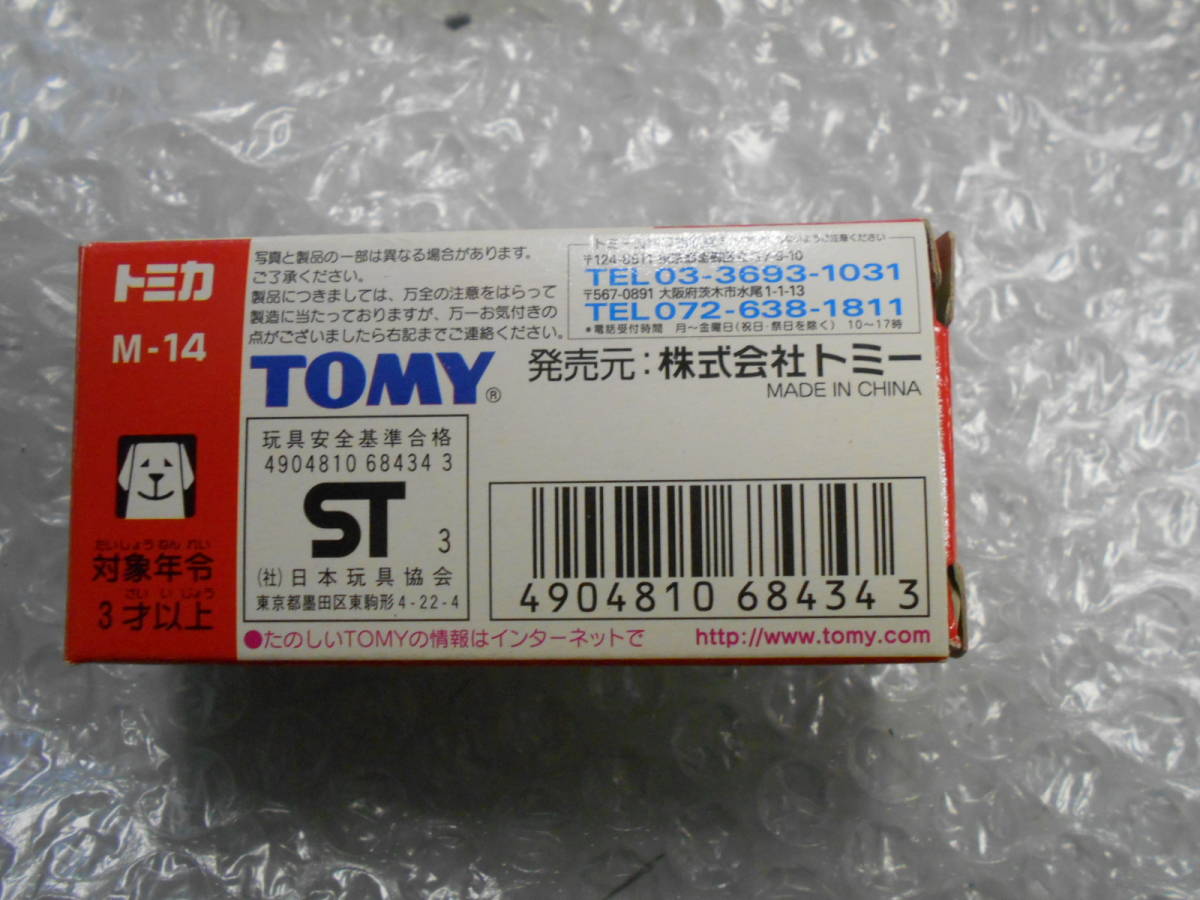 トミカ
M-14
たいしょうねんれい
対象年令
さいいじょう
3才以上
写真と製品の一部は異なる場合があります。
ご了承ください。
製品につきましては、万全の注意をはらって
製造に当たっておりますが、万一お気付きの
点がございましたら右記までご連絡ください。
ください
〒124-8511
TEL 03-3693-1031
〒567-0891 大阪府茨木市水尾1-1-13
TEL 072-638-1811
*電話受付時間 月〜金曜日(祝日・祭日を除く) 10〜17時
TOMY®
発売元:株式会社トミー
MADE IN CHINA
玩具安全基準合格
4904810 68434 3
ST 3
(社)日本玩具協会
東京都墨田区東駒形4-22-4
4904810 684343
●たのしいTOMYの情報はインターネットで http://www.tomy.com